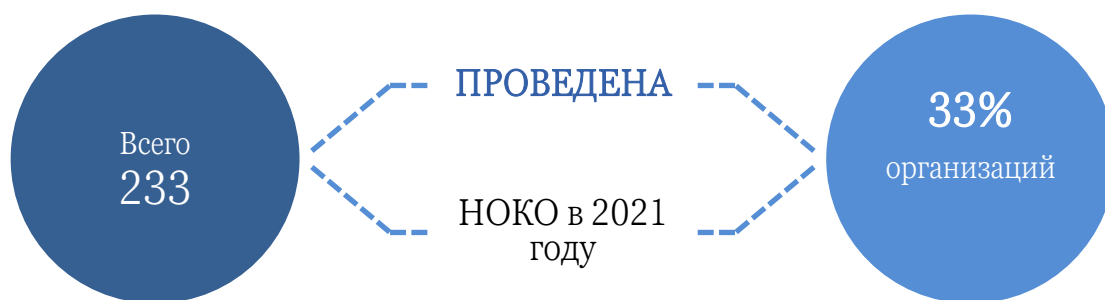 Всего
233
ПРОВЕДЕНА
НОКО в 2021
году
33%
организаций